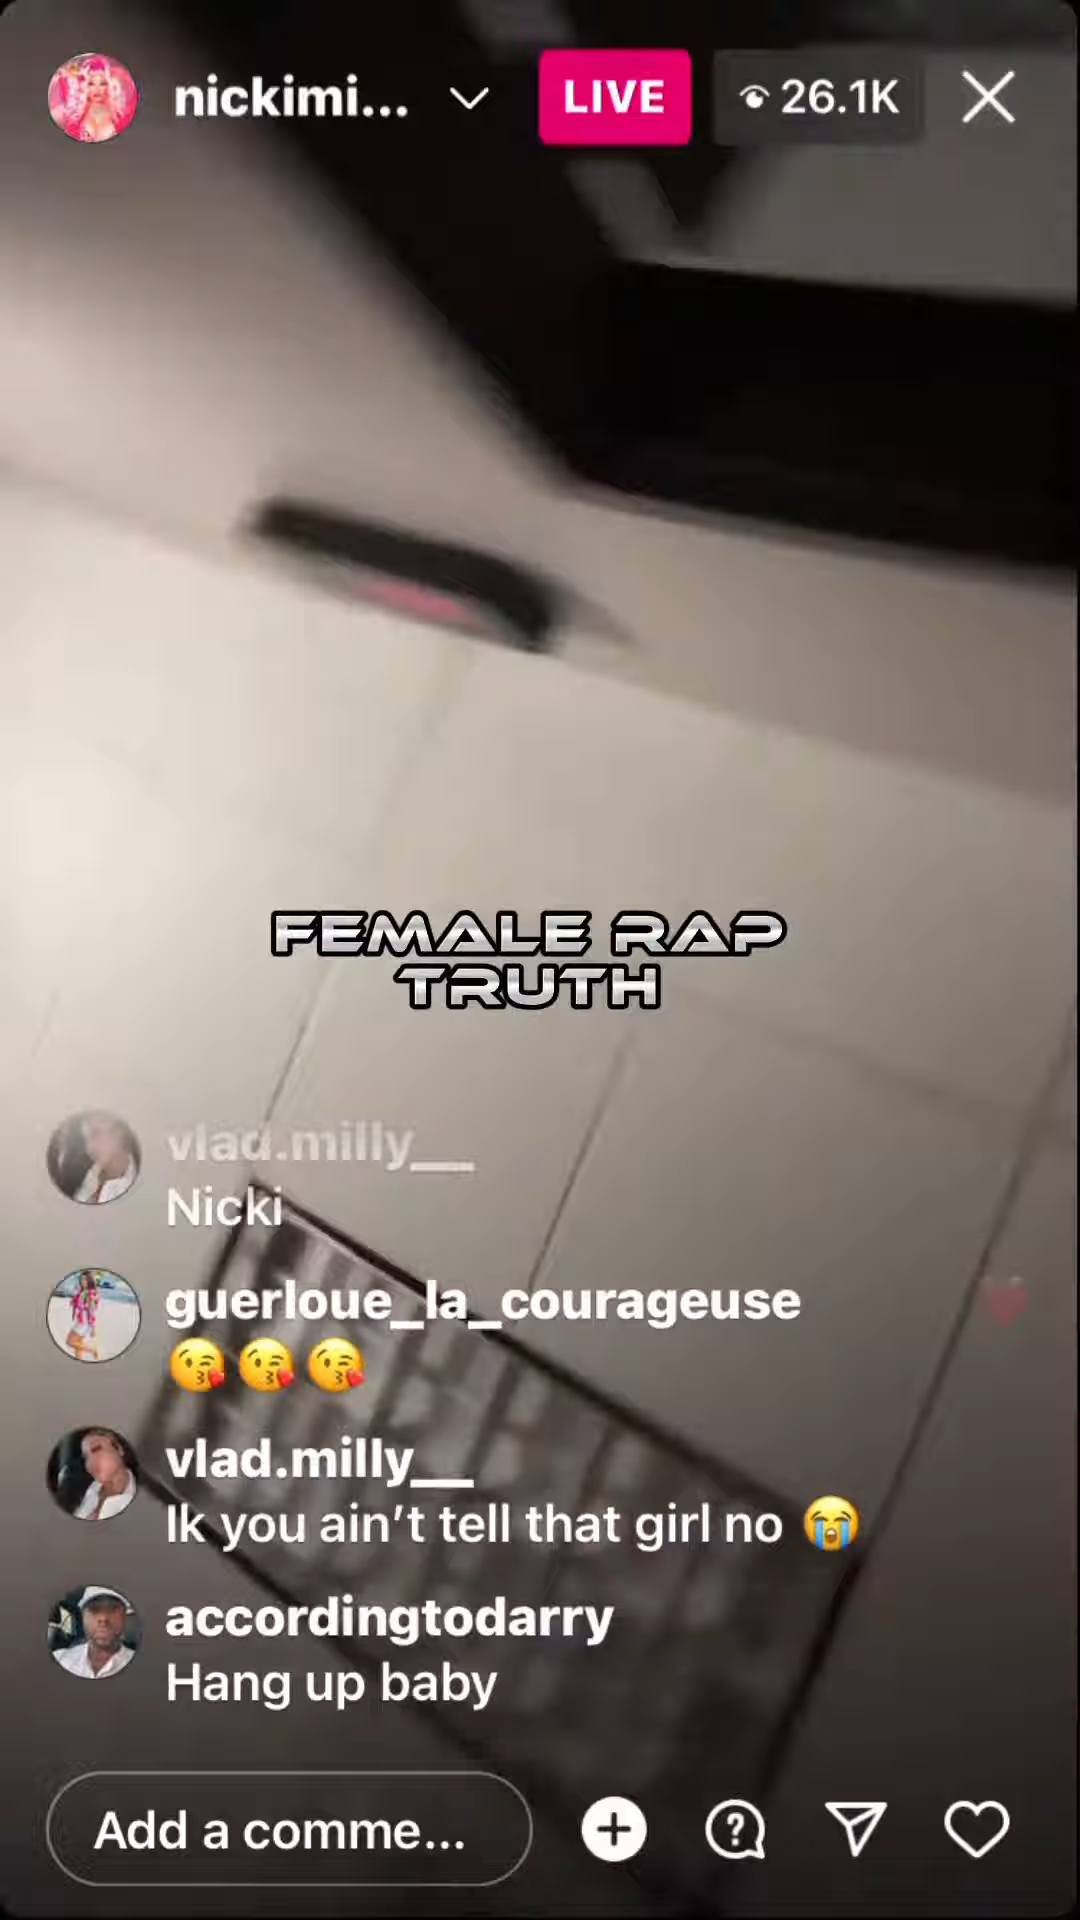 nickimi...
LIVE
26.1K
FEMALE RAP
TRUTH
vlad.milly__
Nicki
guerloue_la_courageuse
😘😘😘
vlad.milly__
Ik you ain’t tell that girl no 😭
accordingtodarry
Hang up baby
Add a comme...